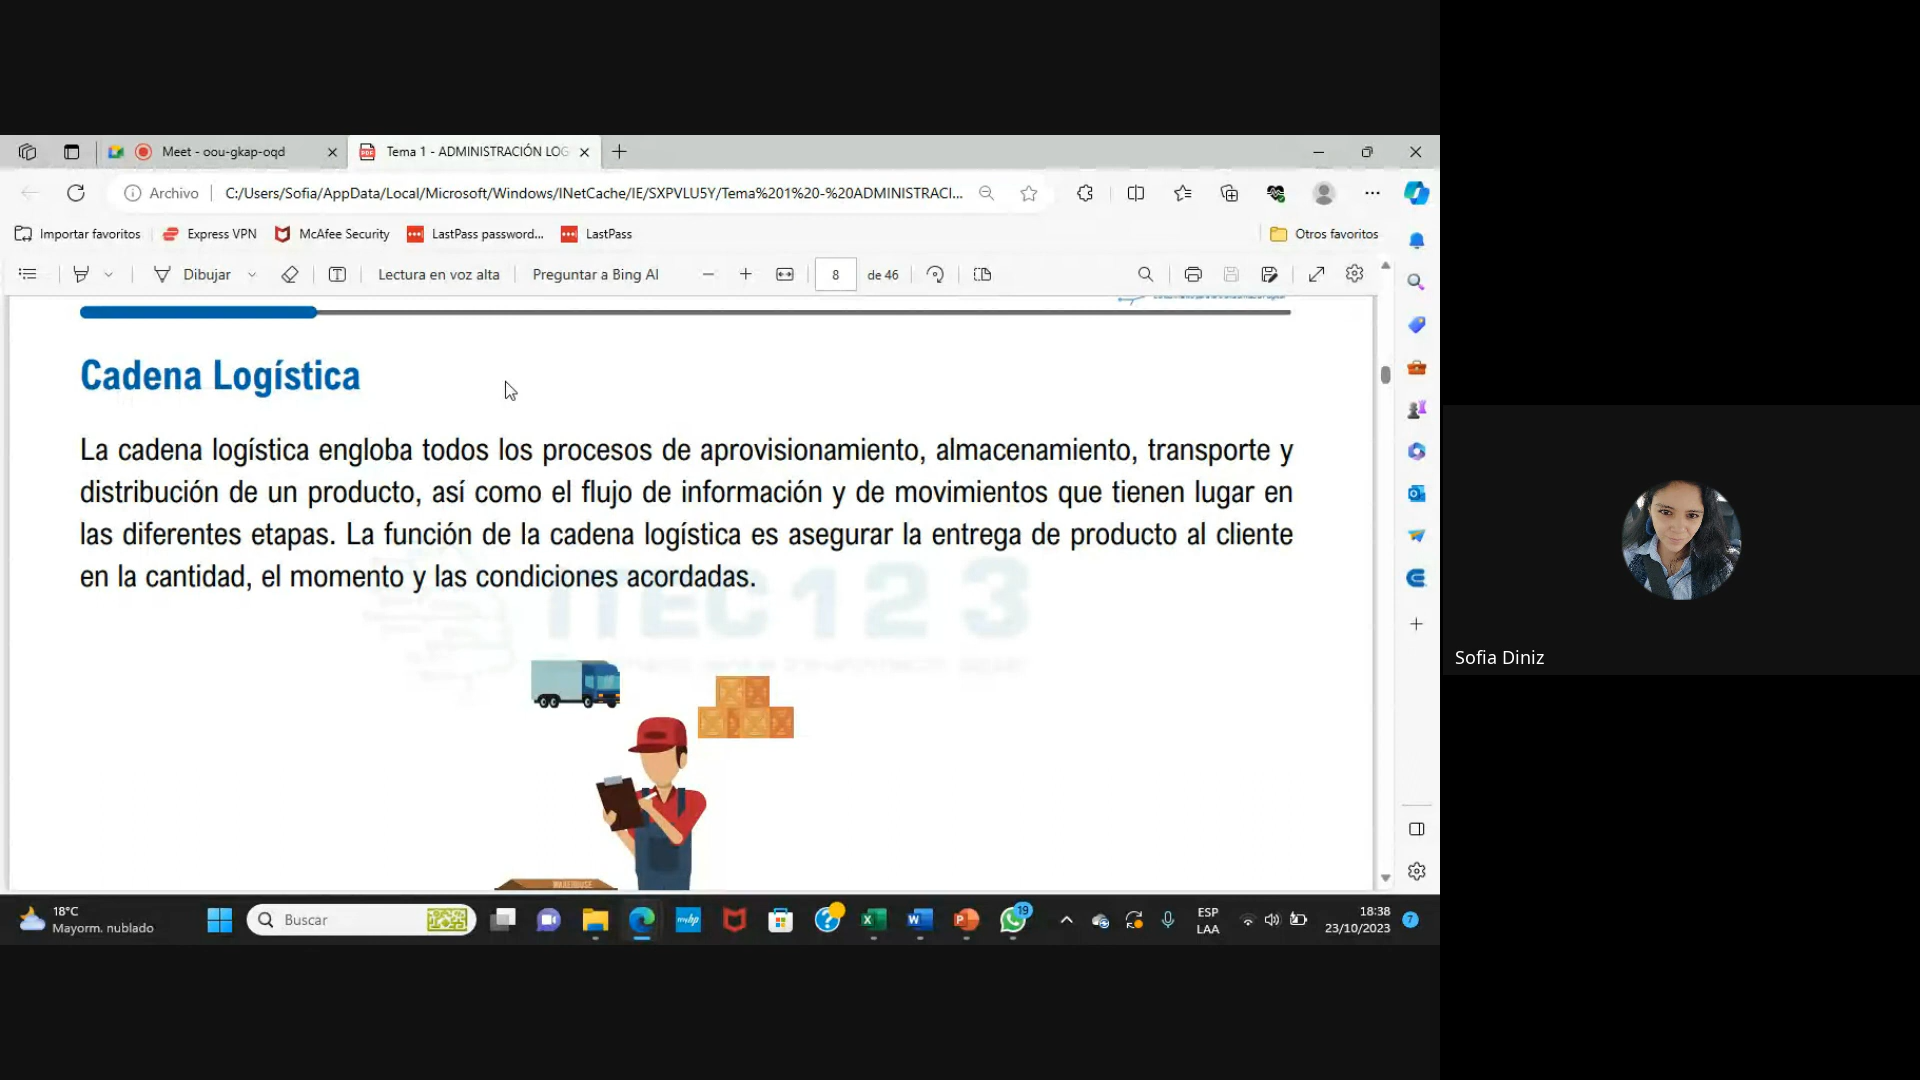 Meet - oou-gkap-oqd
Tema 1 - ADMINISTRACIÓN LOG
Archivo
C:/Users/Sofia/AppData/Local/Microsoft/Windows/INetCache/IE/SXPVLU5Y/Tema%201%20-%20ADMINISTRACI...
Importar favoritos
Express VPN
McAfee Security
LastPass password...
LastPass
Otros favoritos
Dibujar
Lectura en voz alta
Preguntar a Bing AI
8
de 46
Cadena Logística
La cadena logística engloba todos los procesos de aprovisionamiento, almacenamiento, transporte y
distribución de un producto, así como el flujo de información y de movimientos que tienen lugar en
las diferentes etapas. La función de la cadena logística es asegurar la entrega de producto al cliente
en la cantidad, el momento y las condiciones acordadas.
ITEC123
WAREHOUSE
Sofia Diniz
18°C
Mayorm. nublado
Buscar
myhp
19
ESP
LAA
18:38
23/10/2023
7